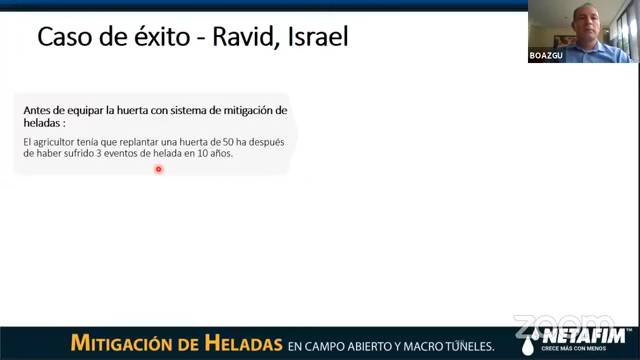 Caso de éxito - Ravid, Israel
BOAZGU
Antes de equipar la huerta con sistema de mitigación de
heladas :
El agricultor tenía que replantar una huerta de 50 ha después
de haber sufrido 3 eventos de helada en 10 años.
zoom
MITIGACIÓN DE HELADAS EN CAMPO ABIERTO Y MACRO TÚNELES.
NETAFIM™
CRECE MÁS CON MENOS